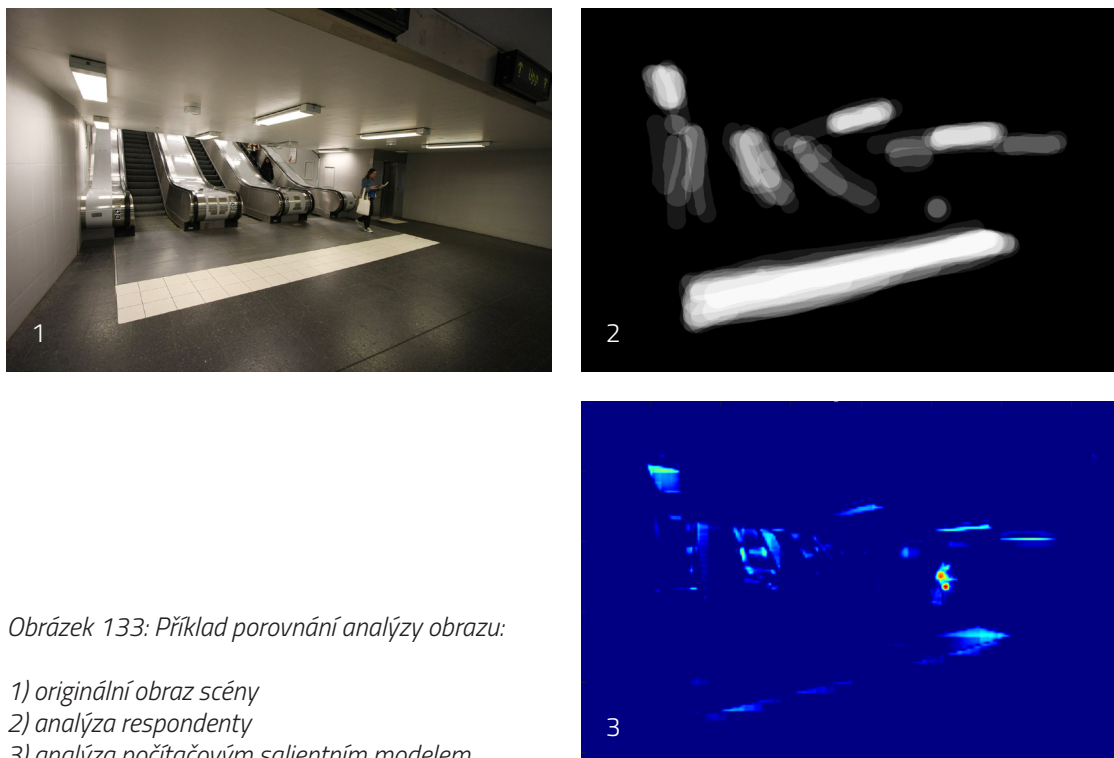 ↑ Upp ↑
1
2
3
Obrázek 133: Příklad porovnání analýzy obrazu:
1) originální obraz scény
2) analýza respondenty
3) analýza počítačovým salientním modelem